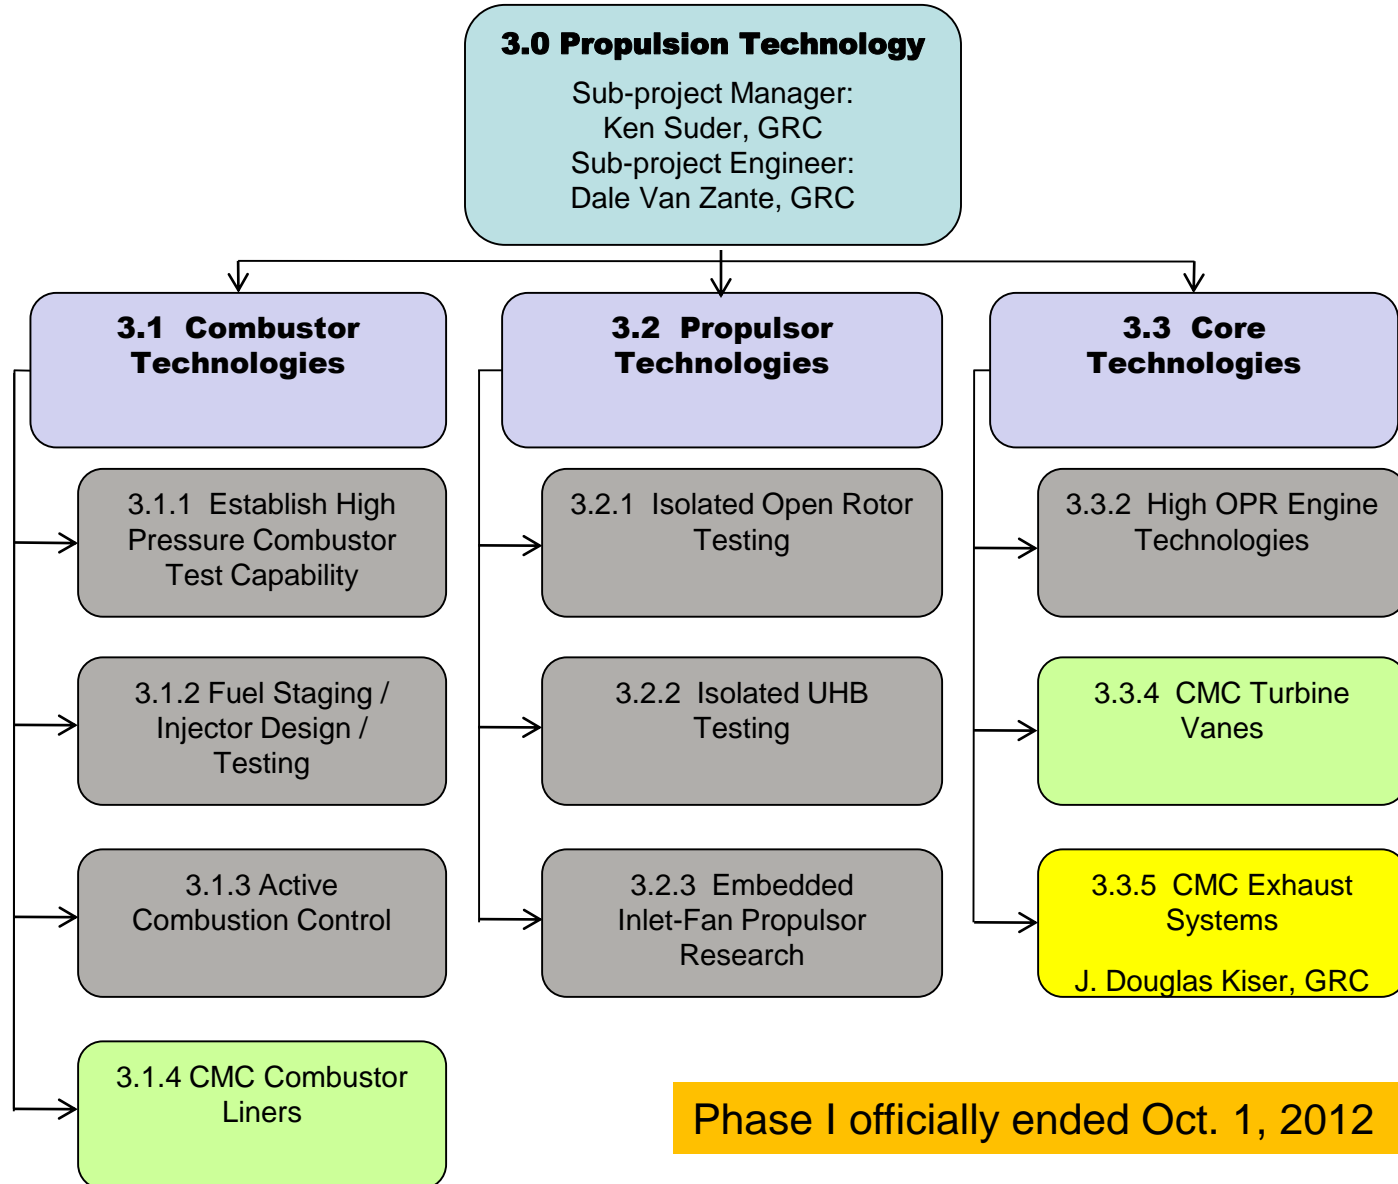 3.0 Propulsion Technology
Sub-project Manager:
Ken Suder, GRC
Sub-project Engineer:
Dale Van Zante, GRC
3.1 Combustor
Technologies
3.1.1 Establish High
Pressure Combustor
Test Capability
3.1.2 Fuel Staging /
Injector Design /
Testing
3.1.3 Active
Combustion Control
3.1.4 CMC Combustor
Liners
3.2 Propulsor
Technologies
3.2.1 Isolated Open Rotor
Testing
3.2.2 Isolated UHB
Testing
3.2.3 Embedded
Inlet-Fan Propulsor
Research
3.3 Core
Technologies
3.3.2 High OPR Engine
Technologies
3.3.4 CMC Turbine
Vanes
3.3.5 CMC Exhaust
Systems
J. Douglas Kiser, GRC
Phase I officially ended Oct. 1, 2012